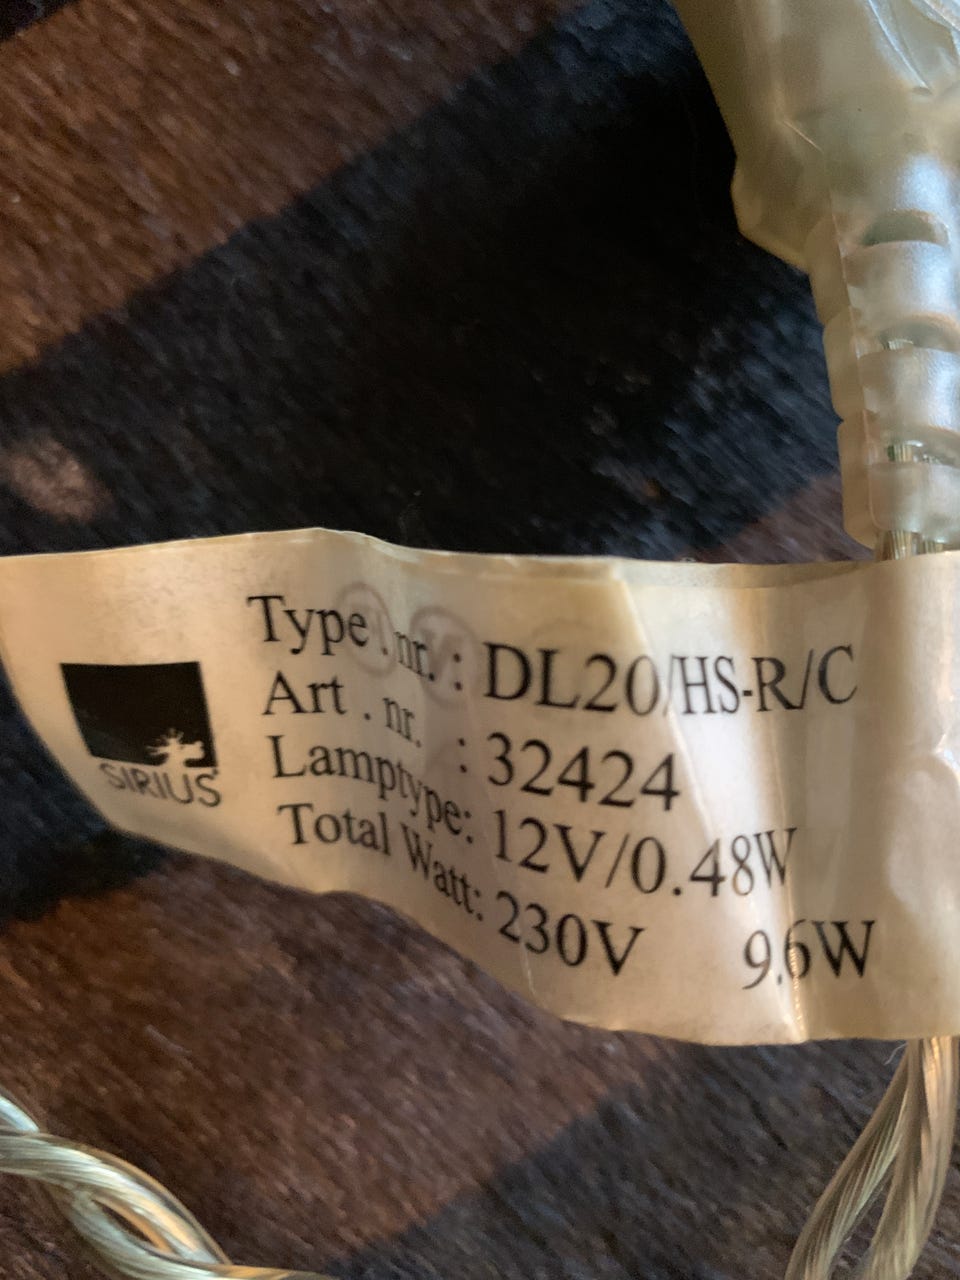 SIRIUS
Type . nr. : DL20/HS-R/C
Art . nr. : 32424
Lamptype: 12V/0.48W
Total Watt: 230V 9.6W